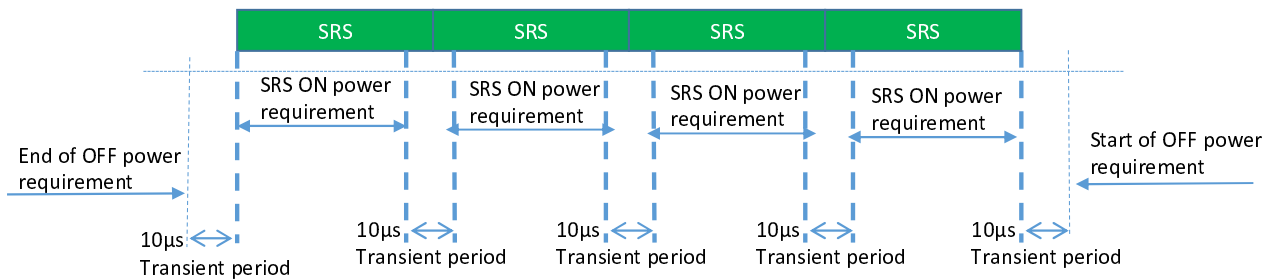 SRS SRS SRS SRS
SRS ON power
requirement
SRS ON power
requirement
SRS ON power
requirement
SRS ON power
requirement
End of OFF power
requirement
Start of OFF power
requirement
10µs
Transient period
10µs
Transient period
10µs
Transient period
10µs
Transient period
10µs
Transient period